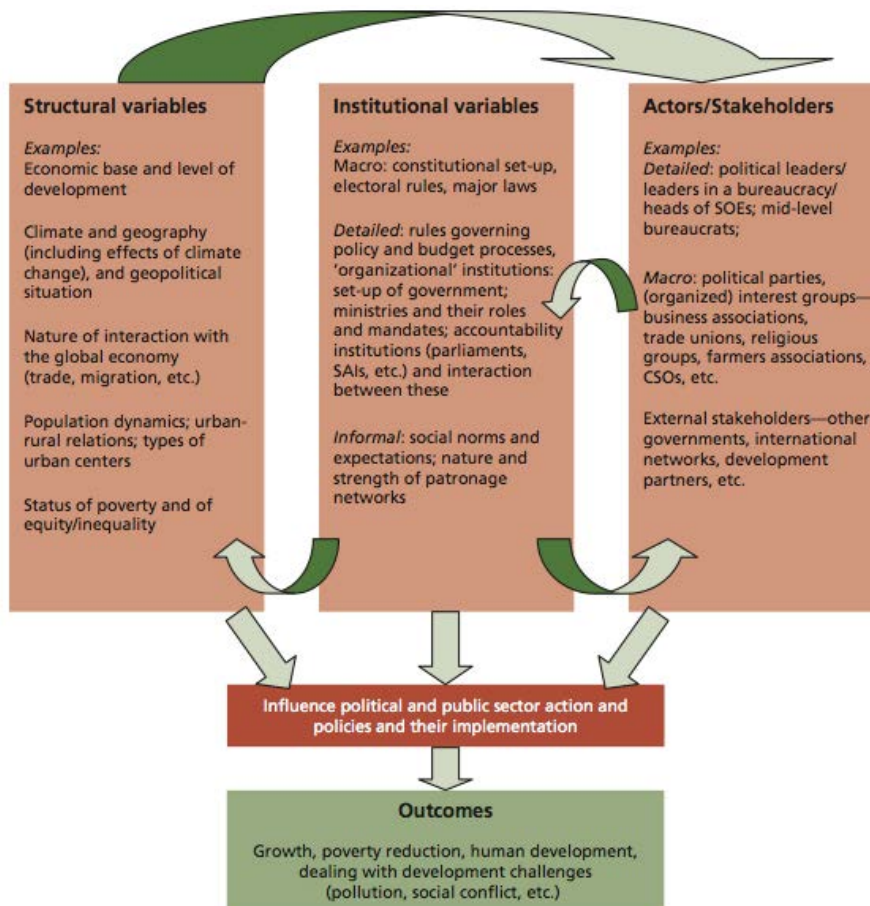 Structural variables
Examples:
Economic base and level of
development
Climate and geography
(including effects of climate
change), and geopolitical
situation
Nature of interaction with
the global economy
(trade, migration, etc.)
Population dynamics; urban-
rural relations; types of
urban centers
Status of poverty and of
equity/inequality
Institutional variables
Examples:
Macro: constitutional set-up,
electoral rules, major laws
Detailed: rules governing
policy and budget processes,
‘organizational’ institutions:
set-up of government;
ministries and their roles
and mandates; accountability
institutions (parliaments,
SAIs, etc.) and interaction
between these
Informal: social norms and
expectations; nature and
strength of patronage
networks
Actors/Stakeholders
Examples:
Detailed: political leaders/
leaders in a bureaucracy/
heads of SOEs; mid-level
bureaucrats;
Macro: political parties,
(organized) interest groups—
business associations,
trade unions, religious
groups, farmers associations,
CSOs, etc.
External stakeholders—other
governments, international
networks, development
partners, etc.
Influence political and public sector action and
policies and their implementation
Outcomes
Growth, poverty reduction, human development,
dealing with development challenges
(pollution, social conflict, etc.)